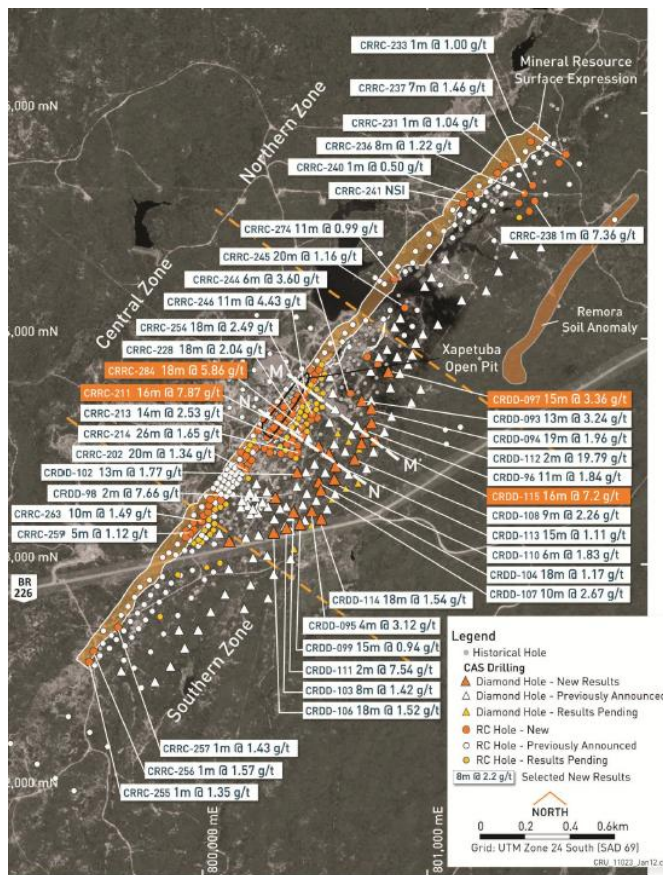 CRRC-233 1m @ 1.00 g/t
Mineral Resource
Surface Expression
CRRC-237 7m @ 1.46 g/t
CRRC-231 1m @ 1.04 g/t
CRRC-236 8m @ 1.22 g/t
CRRC-240 1m @ 0.50 g/t
CRRC-241 NSI
Northern Zone
CRRC-274 11m @ 0.99 g/t
CRRC-238 1m @ 7.36 g/t
CRRC-245 20m @ 1.16 g/t
CRRC-244 6m @ 3.60 g/t
CRRC-246 11m @ 4.43 g/t
Central Zone
CRRC-254 18m @ 2.49 g/t
CRRC-228 18m @ 2.04 g/t
CRRC-284 18m @ 5.86 g/t
CRRC-211 16m @ 7.87 g/t
CRRC-213 14m @ 2.53 g/t
CRRC-214 26m @ 1.65 g/t
CRRC-202 20m @ 1.34 g/t
CRDD-102 13m @ 1.77 g/t
CRDD-98 2m @ 7.66 g/t
CRRC-263 10m @ 1.49 g/t
CRRC-259 5m @ 1.12 g/t
Remora
Soil Anomaly
Xapetuba
Open Pit
M
N
M'
N'
CRDD-097 15m @ 3.36 g/t
CRDD-093 13m @ 3.24 g/t
CRDD-094 19m @ 1.96 g/t
CRDD-112 2m @ 19.79 g/t
CRDD-96 11m @ 1.84 g/t
CRDD-115 16m @ 7.2 g/t
CRDD-108 9m @ 2.26 g/t
CRDD-113 15m @ 1.11 g/t
CRDD-110 6m @ 1.83 g/t
CRDD-104 18m @ 1.17 g/t
CRDD-107 10m @ 2.67 g/t
BR
226
CRDD-114 18m @ 1.54 g/t
CRDD-095 4m @ 3.12 g/t
CRDD-099 15m @ 0.94 g/t
CRDD-111 2m @ 7.54 g/t
CRDD-103 8m @ 1.42 g/t
CRDD-106 18m @ 1.52 g/t
Southern Zone
CRRC-257 1m @ 1.43 g/t
CRRC-256 1m @ 1.57 g/t
CRRC-255 1m @ 1.35 g/t
800,000 mE
801,000 mE
Legend
Historical Hole
CAS Drilling
Diamond Hole - New Results
Diamond Hole - Previously Announced
Diamond Hole - Results Pending
RC Hole - New
RC Hole - Previously Announced
RC Hole - Results Pending
8m @ 2.2 g/t Selected New Results
NORTH
0 0.2 0.4 0.6km
Grid: UTM Zone 24 South (SAD 69)